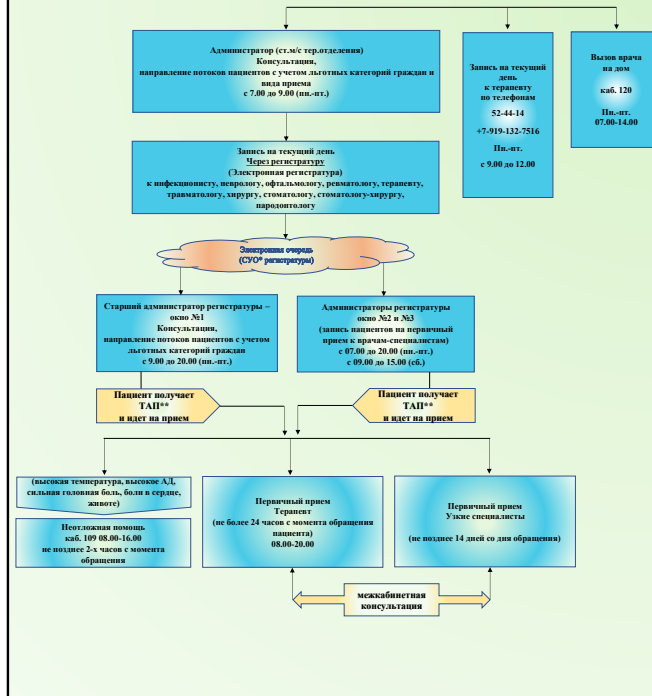 Администратор (ст.м/с тер.отделения)
Консультация,
направление потоков пациентов с учетом льготных категорий граждан и
вида приема
с 7.00 до 9.00 (пн.-пт.)
Запись на текущий
день
к терапевту
по телефонам
52-44-14
+7-919-132-7516
Пн.-пт.
с 9.00 до 12.00
Вызов врача
на дом
каб. 120
Пн.-пт.
07.00-14.00
Запись на текущий день
Через регистратуру
(Электронная регистратура)
к инфекционисту, неврологу, офтальмологу, ревматологу, терапевту,
травматологу, хирургу, стоматологу, стоматологу-хирургу,
пародонтологу
Электронная очередь
(СУО* регистратуры)
Старший администратор регистратуры –
окно №1
Консультация,
направление потоков пациентов с учетом
льготных категорий граждан
с 9.00 до 20.00 (пн.-пт.)
Администраторы регистратуры
окно №2 и №3
(запись пациентов на первичный
прием к врачам-специалистам)
с 07.00 до 20.00 (пн.-пт.)
с 09.00 до 15.00 (сб.)
Пациент получает
ТАП**
и идет на прием
Пациент получает
ТАП**
и идет на прием
(высокая температура, высокое АД,
сильная головная боль, боли в сердце,
животе)
Неотложная помощь
каб. 109 08.00-16.00
не позднее 2-х часов с момента
обращения
Первичный прием
Терапевт
(не более 24 часов с момента обращения
пациента)
08.00-20.00
Первичный прием
Узкие специалисты
(не позднее 14 дней со дня обращения)
межкабинетная
консультация